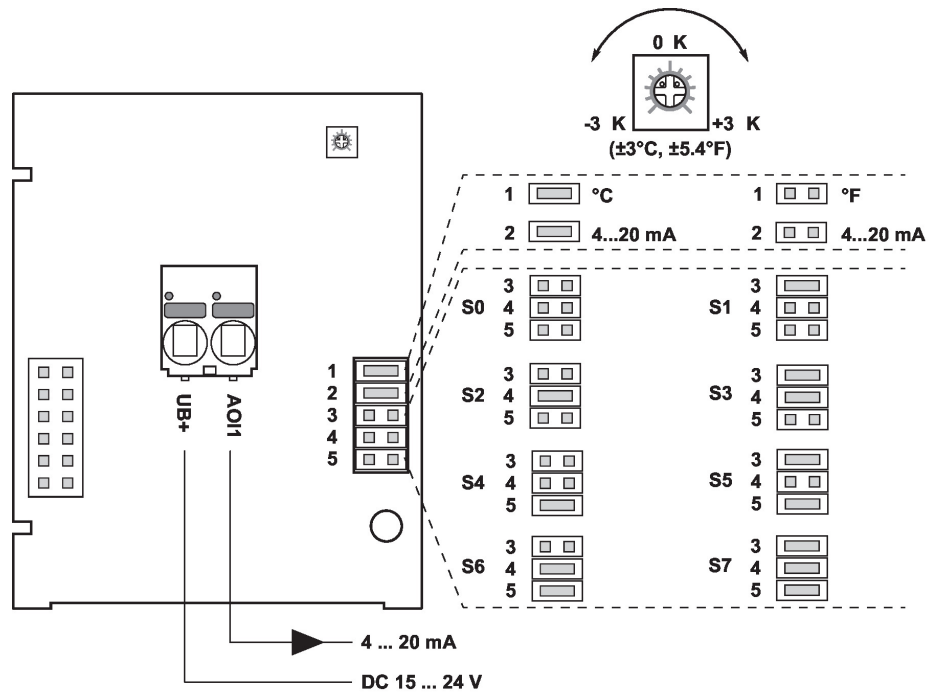 0 K
-3 K
+3 K
(±3°C, ±5.4°F)
1 °C
1 °F
2 4...20 mA
2 4...20 mA
S0
3
4
5
S1
3
4
5
S2
3
4
5
S3
3
4
5
S4
3
4
5
S5
3
4
5
S6
3
4
5
S7
3
4
5
1
2
3
4
5
UB+
AOI1
4 ... 20 mA
DC 15 ... 24 V